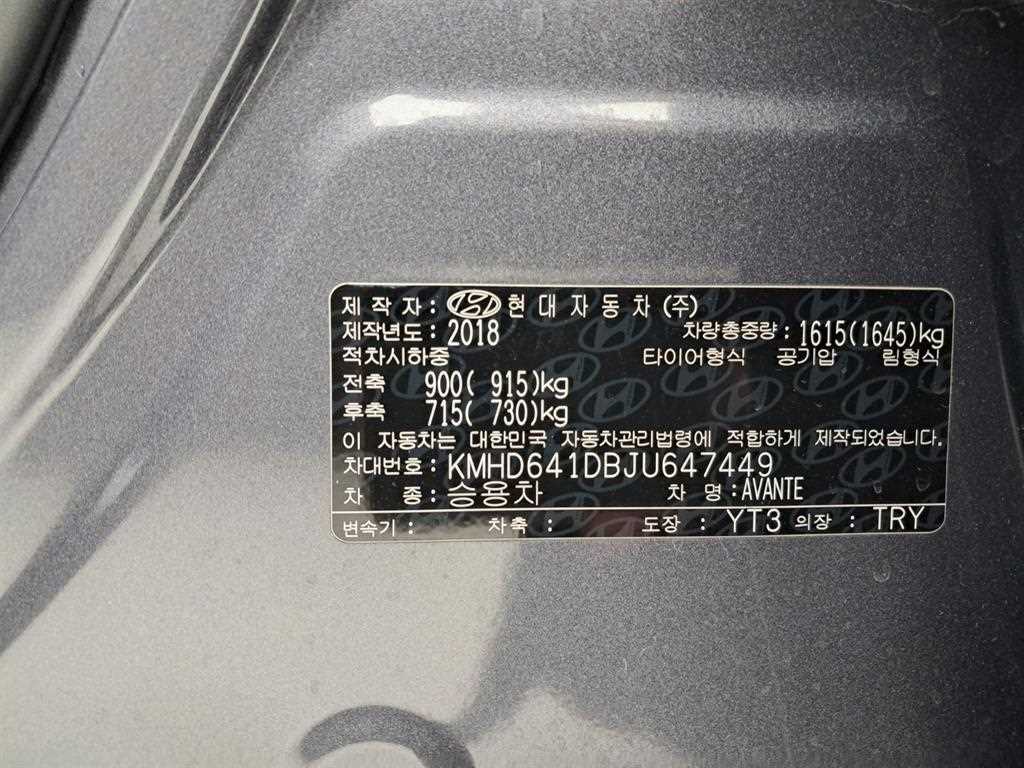 제 작 자 : 현 대 자 동 차 (주)
제작년도 : 2018 차량총중량 : 1615(1645)kg
적차시하중 타이어형식 공기압 림형식
전축 900( 915)kg
후축 715( 730)kg
이 자동차는 대한민국 자동차관리법령에 적합하게 제작되었습니다.
차대번호 : KMHD641DBJU647449
차 종 : 승용차 차 명 : AVANTE
변속기 : 차축 : 도장 : YT3 의장 : TRY